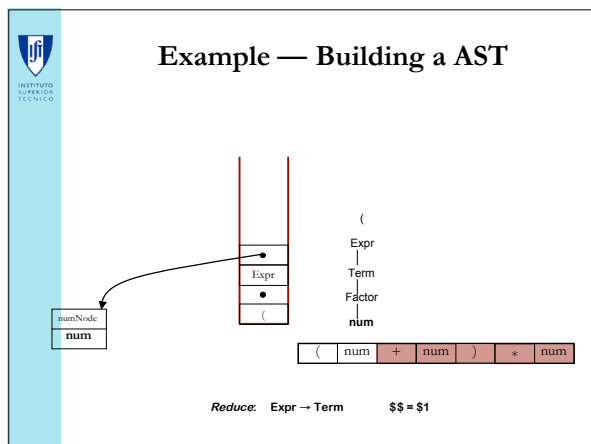 Example — Building a AST
INSTITUTO
SUPERIOR
TÉCNICO
(
Expr
Expr
Term
Factor
(
num
numNode
num
( num + num ) * num
Reduce: Expr → Term $$ = $1